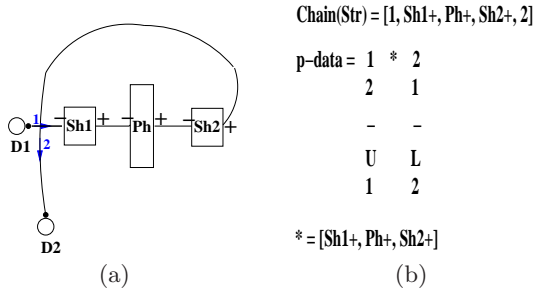 1
2
− Sh1 +
− Ph +
− Sh2 +
D1
D2
(a)
Chain(Str) = [1, Sh1+, Ph+, Sh2+, 2]
p−data = 1 * 2
2 1
− −
U L
1 2
* = [Sh1+, Ph+, Sh2+]
(b)